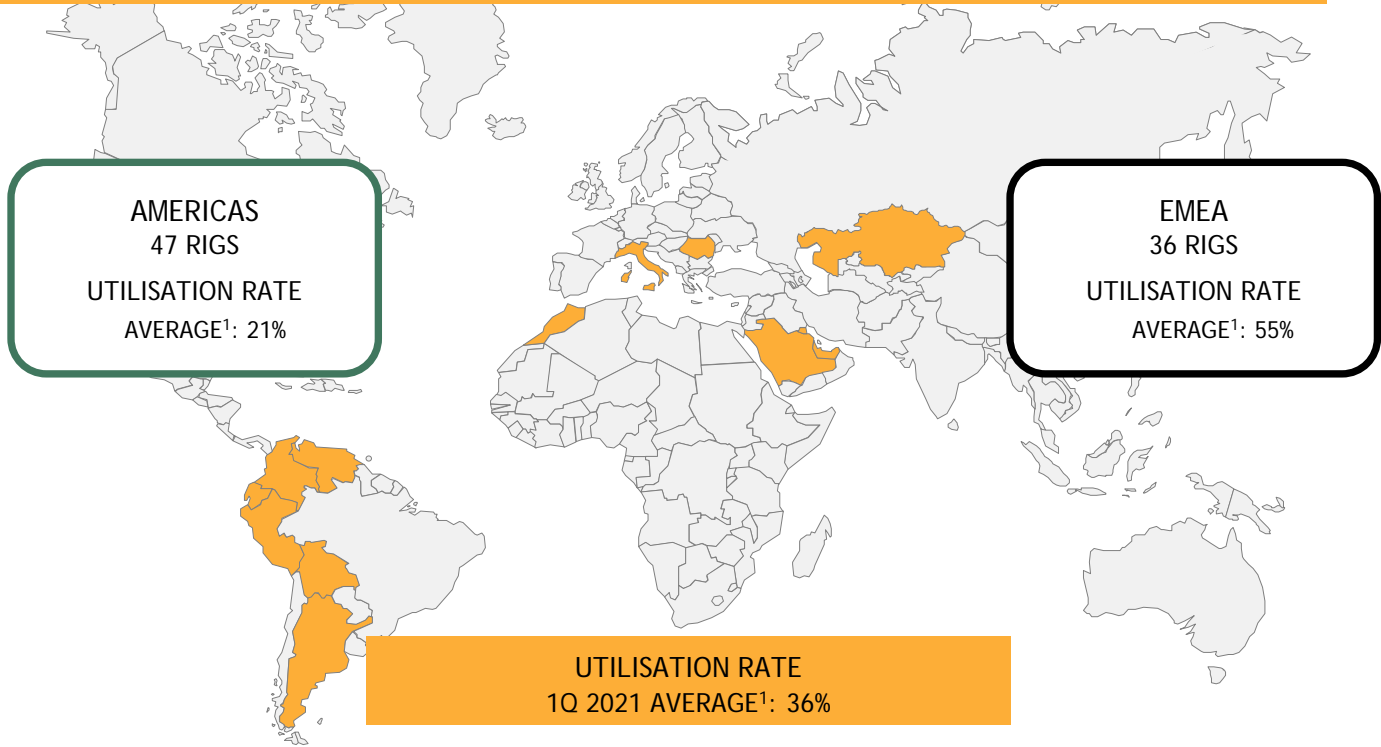 AMERICAS
47 RIGS
UTILISATION RATE
AVERAGE¹: 21%
EMEA
36 RIGS
UTILISATION RATE
AVERAGE¹: 55%
UTILISATION RATE
1Q 2021 AVERAGE¹: 36%